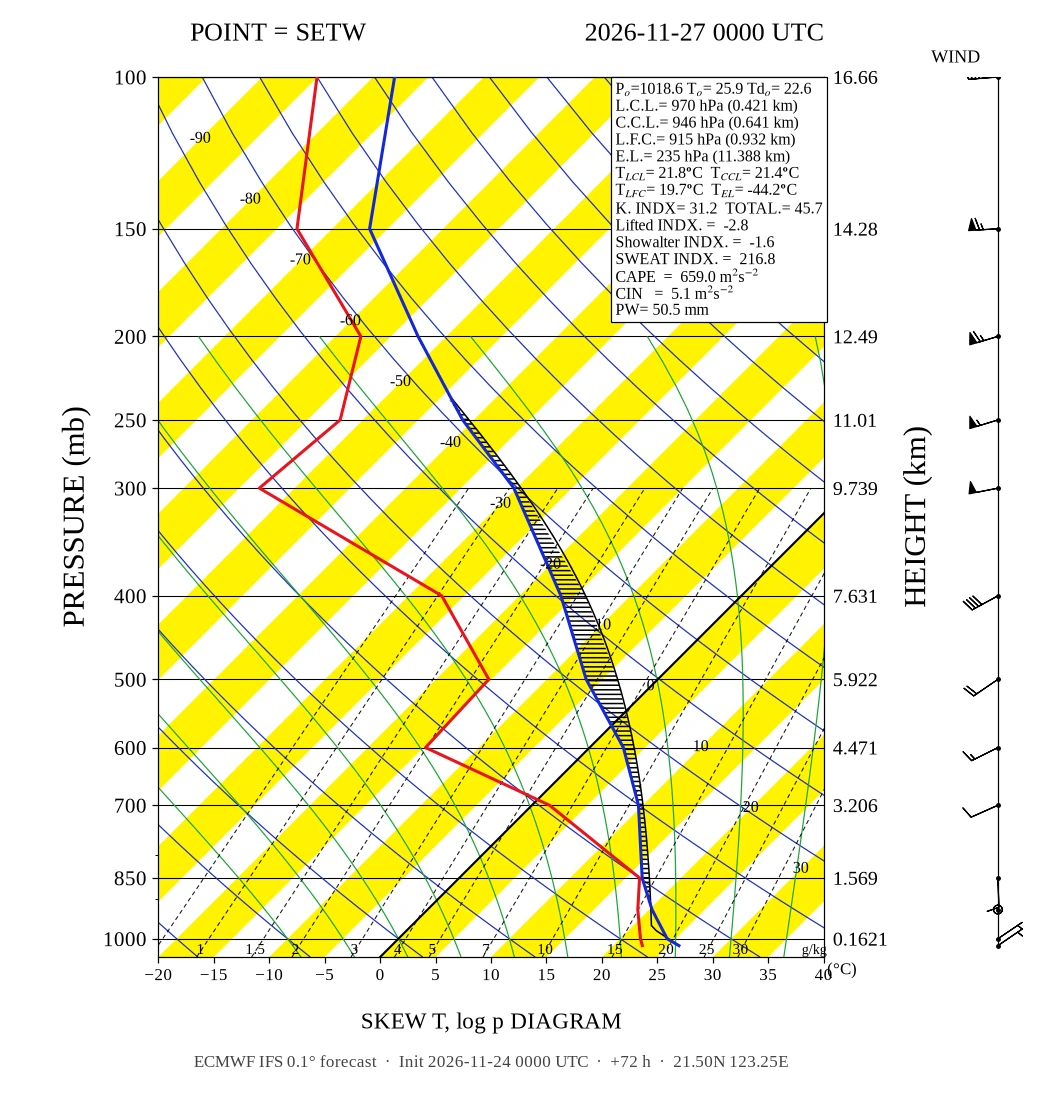 POINT = SETW
2026-11-27 0000 UTC
WIND
100
16.66
Pₒ=1018.6 Tₒ= 25.9 Tdₒ= 22.6
L.C.L.= 970 hPa (0.421 km)
C.C.L.= 946 hPa (0.641 km)
L.F.C.= 915 hPa (0.932 km)
E.L.= 235 hPa (11.388 km)
T_LCL= 21.8°C T_CCL= 21.4°C
T_LFC= 19.7°C T_EL= -44.2°C
K. INDX= 31.2 TOTAL.= 45.7
Lifted INDX. = -2.8
Showalter INDX. = -1.6
SWEAT INDX. = 216.8
CAPE = 659.0 m²s⁻²
CIN = 5.1 m²s⁻²
PW= 50.5 mm
-90
-80
150
14.28
-70
-60
200
12.49
-50
250
11.01
-40
300
9.739
-30
-20
400
7.631
-10
500
5.922
0
600
4.471
10
700
3.206
20
850
1.569
30
1000
0.1621
PRESSURE (mb)
HEIGHT (km)
1 1.5 2 3 4 5 7 10 15 20 25 30 g/kg
−20 −15 −10 −5 0 5 10 15 20 25 30 35 40 (°C)
SKEW T, log p DIAGRAM
ECMWF IFS 0.1° forecast · Init 2026-11-24 0000 UTC · +72 h · 21.50N 123.25E